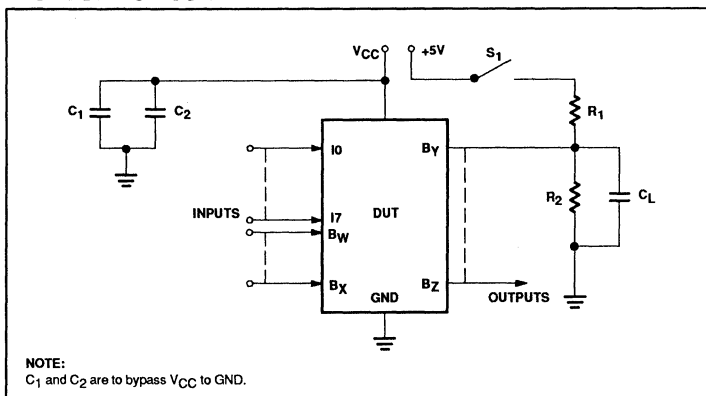 VCC
+5V
S1
C1
C2
R1
I0
BY
R2
CL
INPUTS
I7
DUT
BW
BX
GND
BZ
OUTPUTS
NOTE:
C1 and C2 are to bypass VCC to GND.